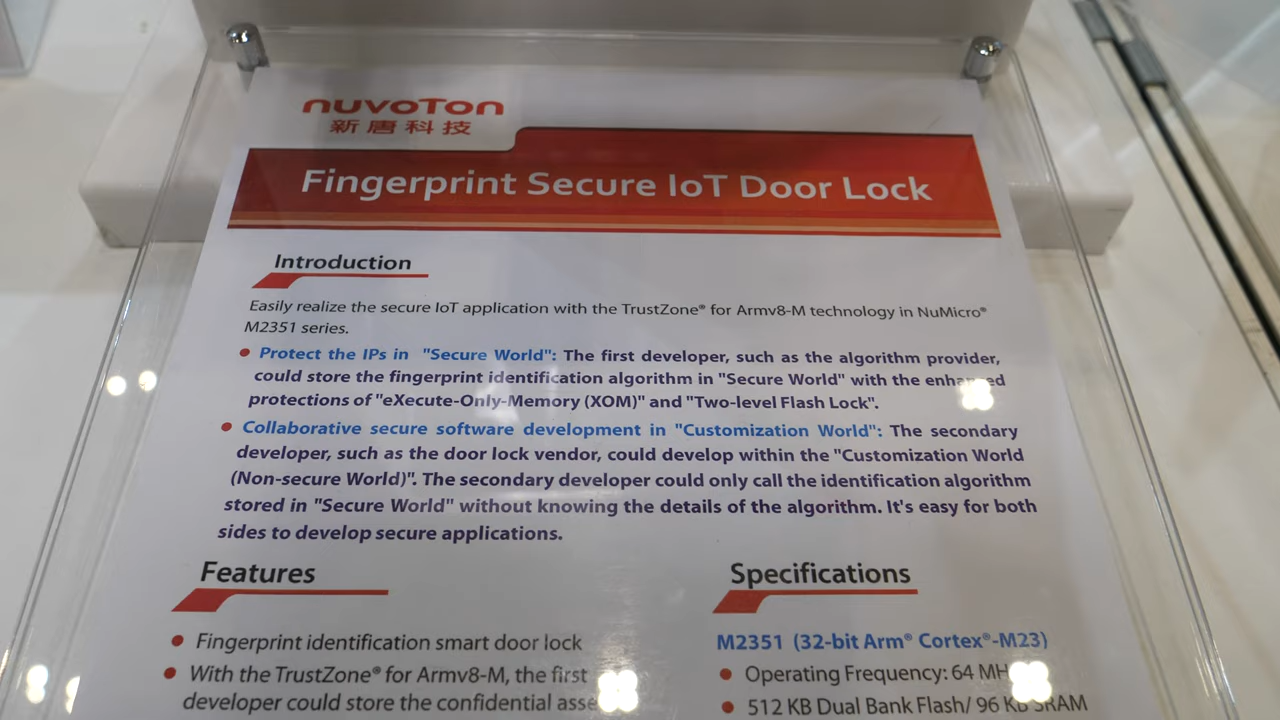 nuvoTon
新唐科技
Fingerprint Secure IoT Door Lock
Introduction
Easily realize the secure IoT application with the TrustZone® for Armv8-M technology in NuMicro®
M2351 series.
• Protect the IPs in "Secure World": The first developer, such as the algorithm provider,
could store the fingerprint identification algorithm in "Secure World" with the enhanced
protections of "eXecute-Only-Memory (XOM)" and "Two-level Flash Lock".
• Collaborative secure software development in "Customization World": The secondary
developer, such as the door lock vendor, could develop within the "Customization World
(Non-secure World)". The secondary developer could only call the identification algorithm
stored in "Secure World" without knowing the details of the algorithm. It's easy for both
sides to develop secure applications.
Features
• Fingerprint identification smart door lock
• With the TrustZone® for Armv8-M, the first
developer could store the confidential
Specifications
M2351 (32-bit Arm® Cortex®-M23)
• Operating Frequency: 64 MH
• 512 KB Dual Bank Flash/ 96 KB SRAM